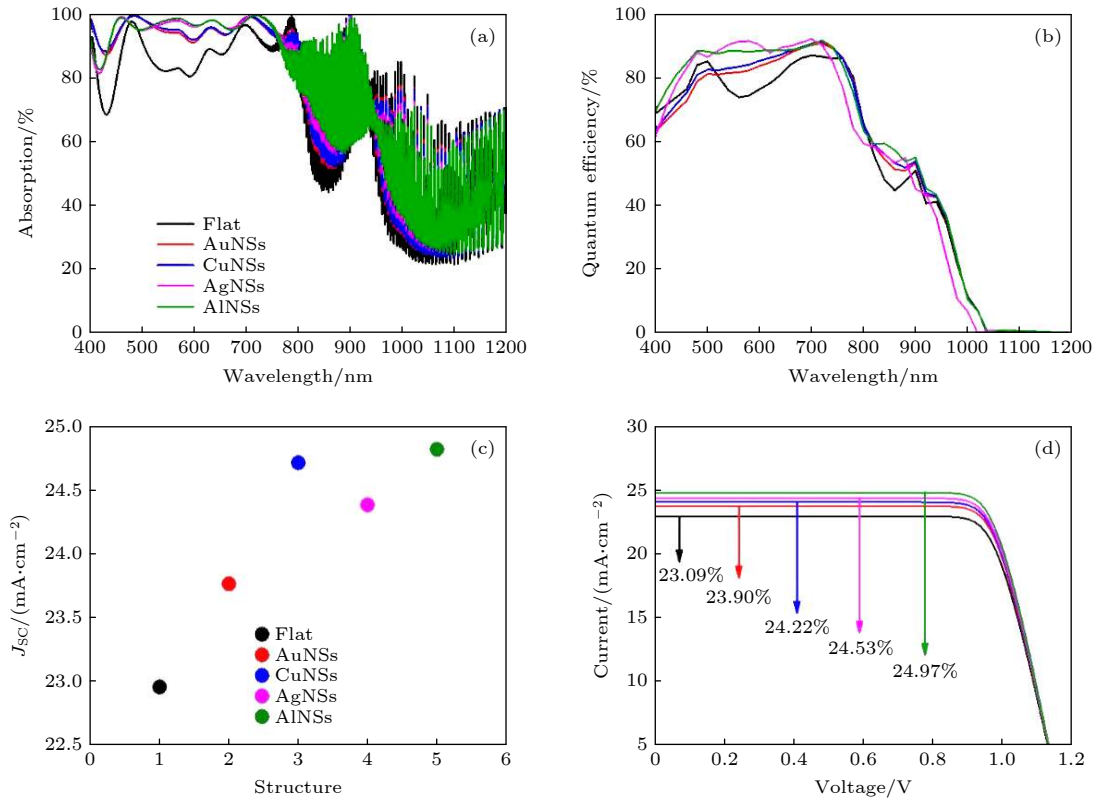 (a)
Absorption/%
100
80
60
40
20
0
Flat
AuNSs
CuNSs
AgNSs
AlNSs
400 500 600 700 800 900 1000 1100 1200
Wavelength/nm
(b)
Quantum efficiency/%
100
80
60
40
20
0
400 500 600 700 800 900 1000 1100 1200
Wavelength/nm
(c)
J_SC/(mA·cm⁻²)
25.0
24.5
24.0
23.5
23.0
22.5
Flat
AuNSs
CuNSs
AgNSs
AlNSs
0 1 2 3 4 5 6
Structure
(d)
Current/(mA·cm⁻²)
30
25
20
15
10
5
23.09%
23.90%
24.22%
24.53%
24.97%
0 0.2 0.4 0.6 0.8 1.0 1.2
Voltage/V